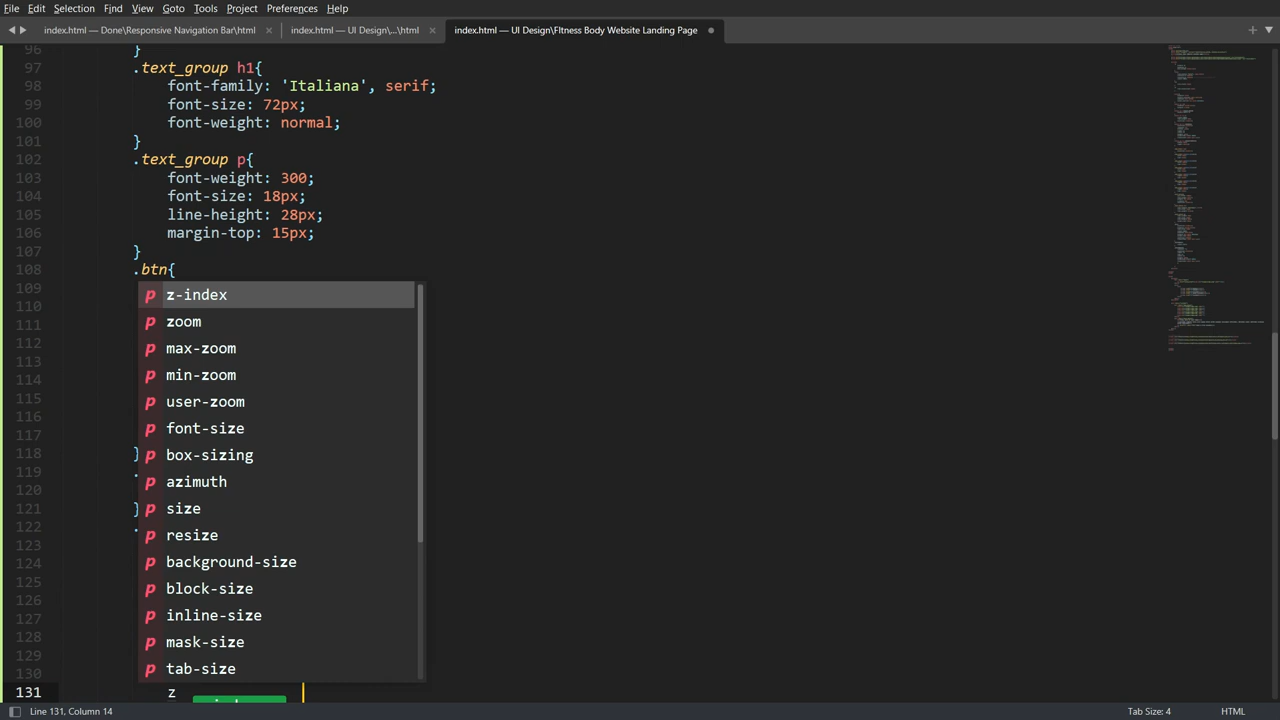 File Edit Selection Find View Goto Tools Project Preferences Help
index.html — Done\Responsive Navigation Bar\html × index.html — UI Design\...\html × index.html — UI Design\FItness Body Website Landing Page
96 }
97 .text_group h1{
98 font-family: 'Italiana', serif;
99 font-size: 72px;
100 font-weight: normal;
101 }
102 .text_group p{
103 font-weight: 300;
104 font-size: 18px;
105 line-height: 28px;
106 margin-top: 15px;
107 }
108 .btn{
109 p z-index
110 p zoom
111 p max-zoom
112
113 p min-zoom
114 p user-zoom
115
116 p font-size
117
118 } p box-sizing
119 . p azimuth
120
121 } p size
122 . p resize
123
124 p background-size
125 p block-size
126
127 p inline-size
128 p mask-size
129
130 p tab-size
131 z
Line 131, Column 14 Tab Size: 4 HTML